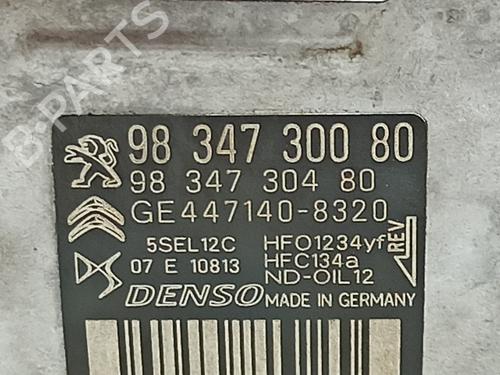 98 347 300 80
98 347 304 80
GE447140-8320
5SEL12C
07 E 10813
HFO1234yf
HFC134a
ND-OIL12
REV
DENSO MADE IN GERMANY
B-PARTS